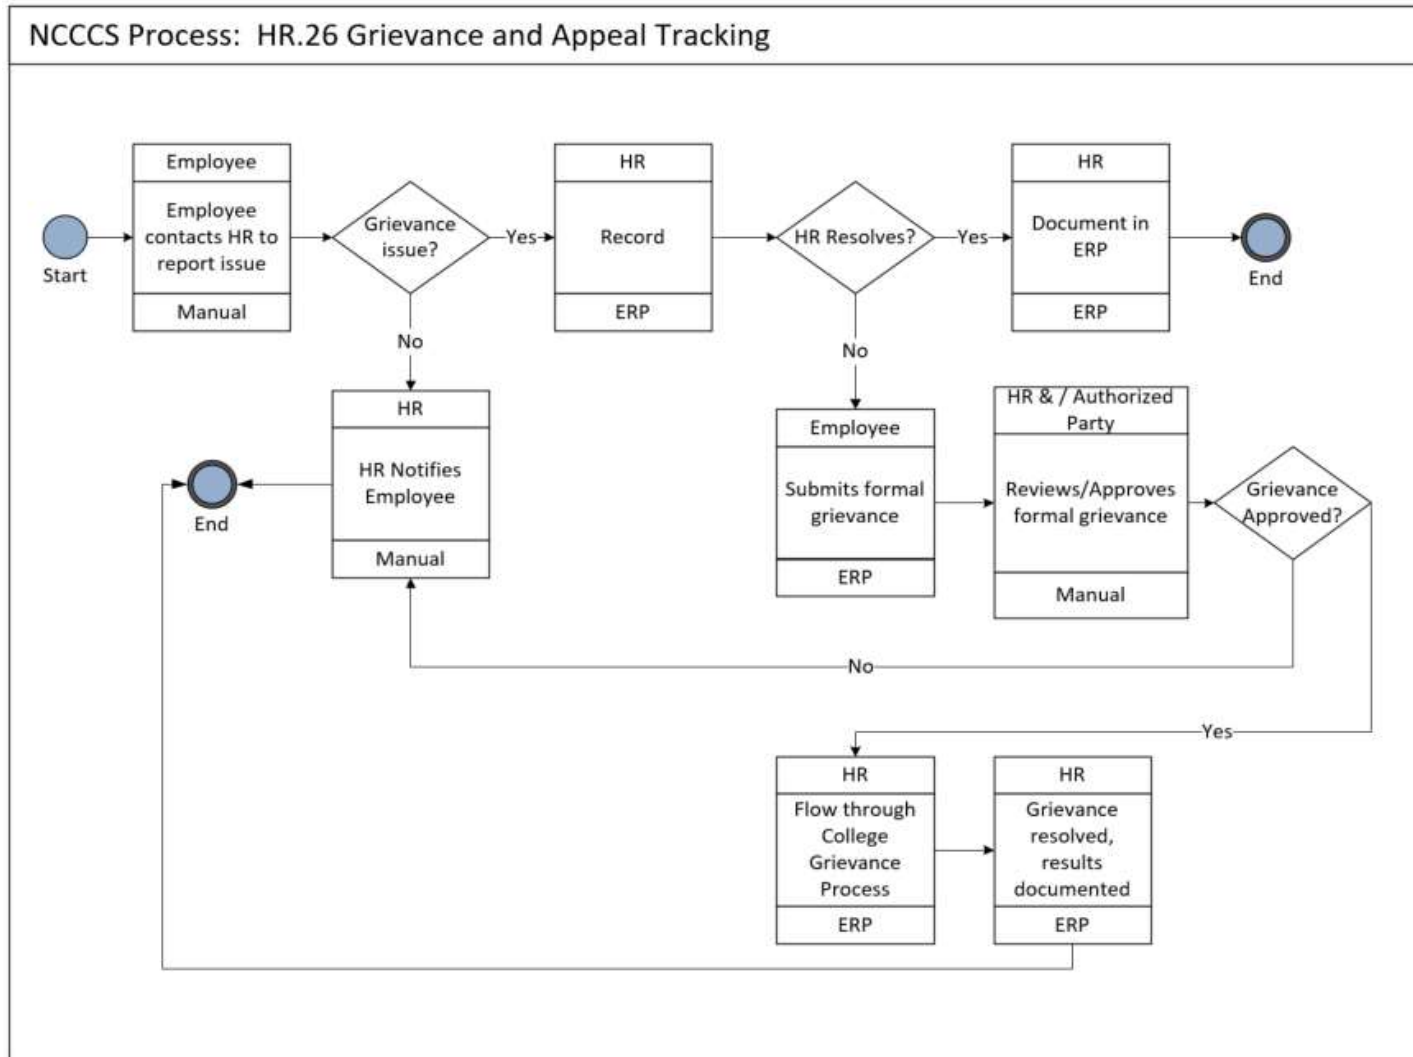 NCCCS Process:  HR.26 Grievance and Appeal Tracking
Employee
Employee
contacts HR to
report issue
Manual
Start
Grievance
issue?
Yes
No
HR
Record
ERP
HR Resolves?
Yes
No
HR
Document in
ERP
ERP
End
HR
HR Notifies
Employee
Manual
End
Employee
Submits formal
grievance
ERP
HR & / Authorized
Party
Reviews/Approves
formal grievance
Manual
Grievance
Approved?
No
Yes
HR
Flow through
College
Grievance
Process
ERP
HR
Grievance
resolved,
results
documented
ERP